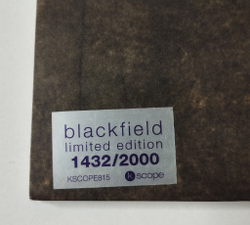 blackfield
limited edition
1432/2000
KSCOPE815 kscope